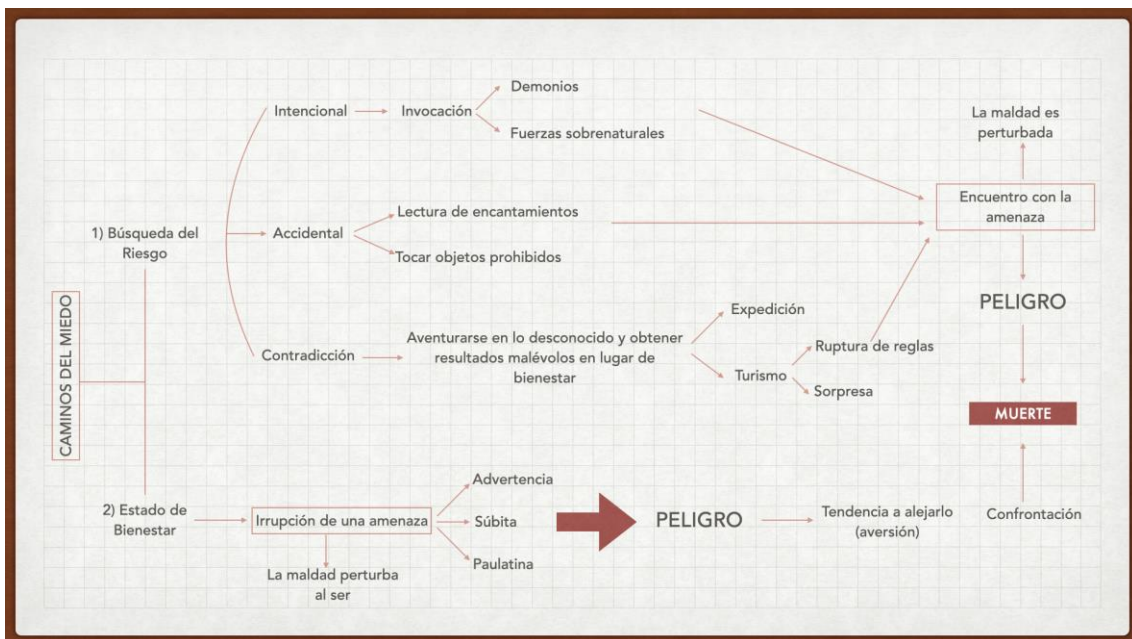 CAMINOS DEL MIEDO
1) Búsqueda del
Riesgo
Intencional
Invocación
Demonios
Fuerzas sobrenaturales
Accidental
Lectura de encantamientos
Tocar objetos prohibidos
Contradicción
Aventurarse en lo desconocido y obtener
resultados malévolos en lugar de
bienestar
Expedición
Turismo
Ruptura de reglas
Sorpresa
La maldad es
perturbada
Encuentro con la
amenaza
PELIGRO
MUERTE
2) Estado de
Bienestar
Irrupción de una amenaza
La maldad perturba
al ser
Advertencia
Súbita
Paulatina
PELIGRO
Tendencia a alejarlo
(aversión)
Confrontación